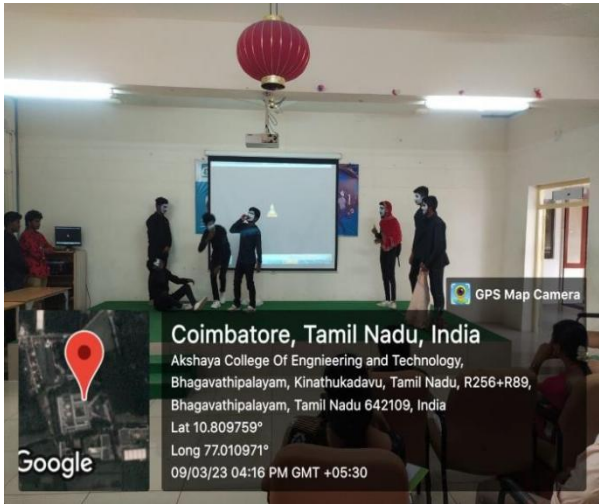 GPS Map Camera
Coimbatore, Tamil Nadu, India
Akshaya College Of Engnieering and Technology,
Bhagavathipalayam, Kinathukadavu, Tamil Nadu, R256+R89,
Bhagavathipalayam, Tamil Nadu 642109, India
Lat 10.809759°
Long 77.010971°
09/03/23 04:16 PM GMT +05:30
Google